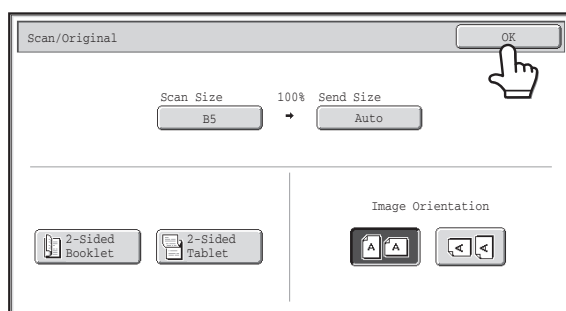 Scan/Original
OK
Scan Size 100% Send Size
B5 Auto
Image Orientation
2-Sided
Booklet
2-Sided
Tablet
A A
A A